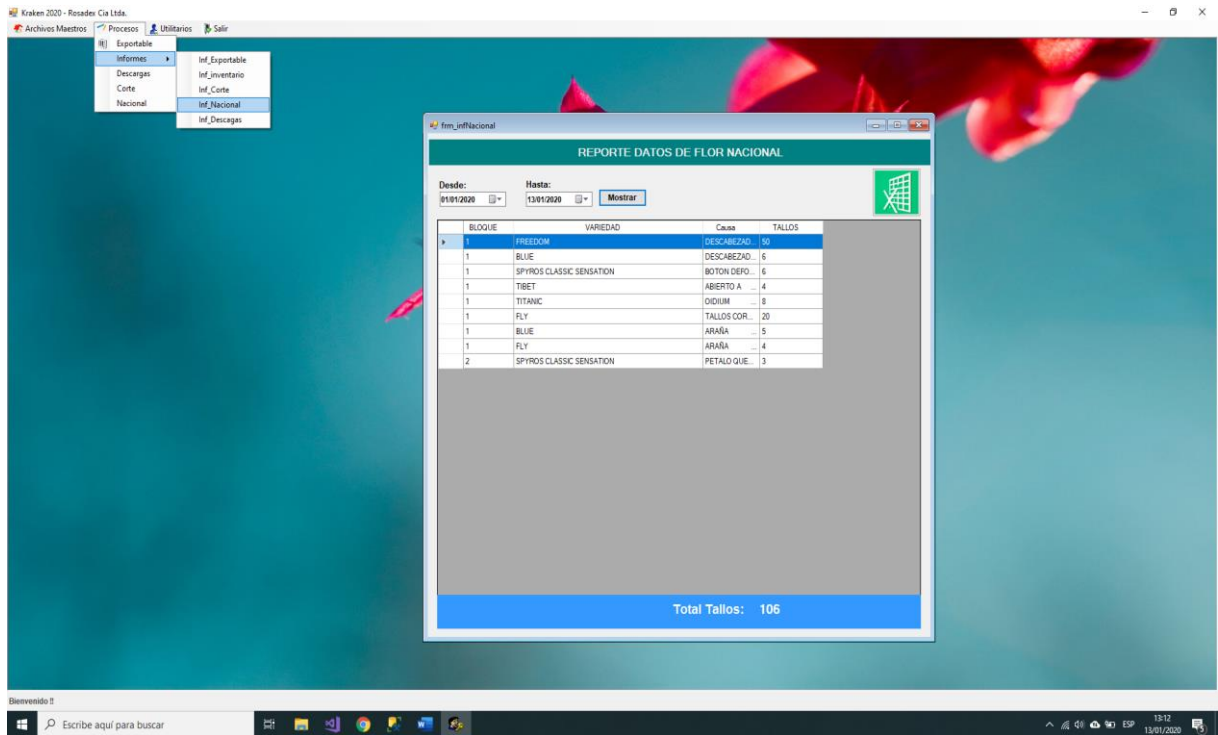 Kraken 2020 - Rosadex Cia Ltda.
Archivos Maestros Procesos Utilitarios Salir
Exportable
Informes
Descargas
Corte
Nacional
Inf_Exportable
Inf_inventario
Inf_Corte
Inf_Nacional
Inf_Descagas
frm_infNacional
REPORTE DATOS DE FLOR NACIONAL
Desde: Hasta:
01/01/2020 13/01/2020 Mostrar
BLOQUE VARIEDAD Causa TALLOS
1 FREEDOM DESCABEZAD... 50
1 BLUE DESCABEZAD... 6
1 SPYROS CLASSIC SENSATION BOTON DEFO... 6
1 TIBET ABIERTO A ... 4
1 TITANIC OIDIUM ... 8
1 FLY TALLOS COR... 20
1 BLUE ARAÑA ... 5
1 FLY ARAÑA ... 4
2 SPYROS CLASSIC SENSATION PETALO QUE... 3
Total Tallos: 106
Bienvenido !!
Escribe aquí para buscar
ESP 13:12
13/01/2020